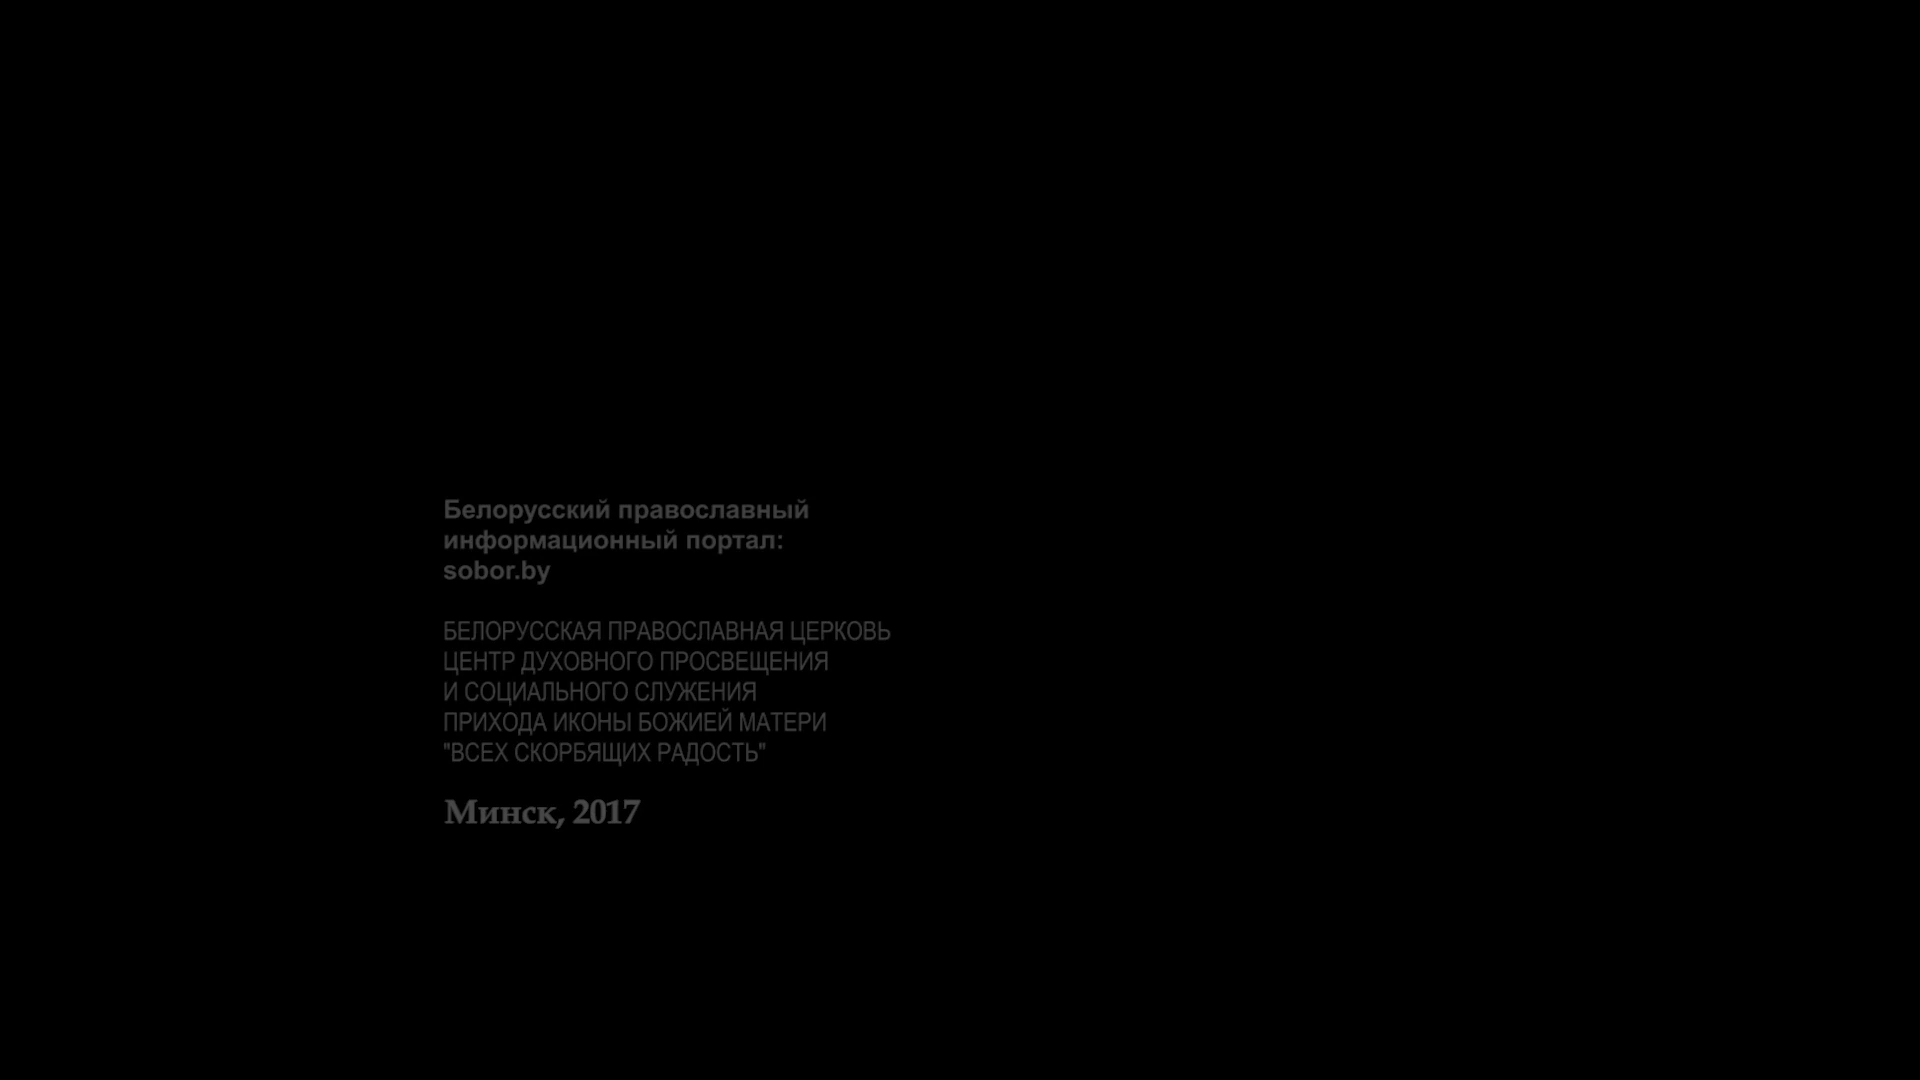 Белорусский православный
информационный портал:
sobor.by
БЕЛОРУССКАЯ ПРАВОСЛАВНАЯ ЦЕРКОВЬ
ЦЕНТР ДУХОВНОГО ПРОСВЕЩЕНИЯ
И СОЦИАЛЬНОГО СЛУЖЕНИЯ
ПРИХОДА ИКОНЫ БОЖИЕЙ МАТЕРИ
"ВСЕХ СКОРБЯЩИХ РАДОСТЬ"
Минск, 2017